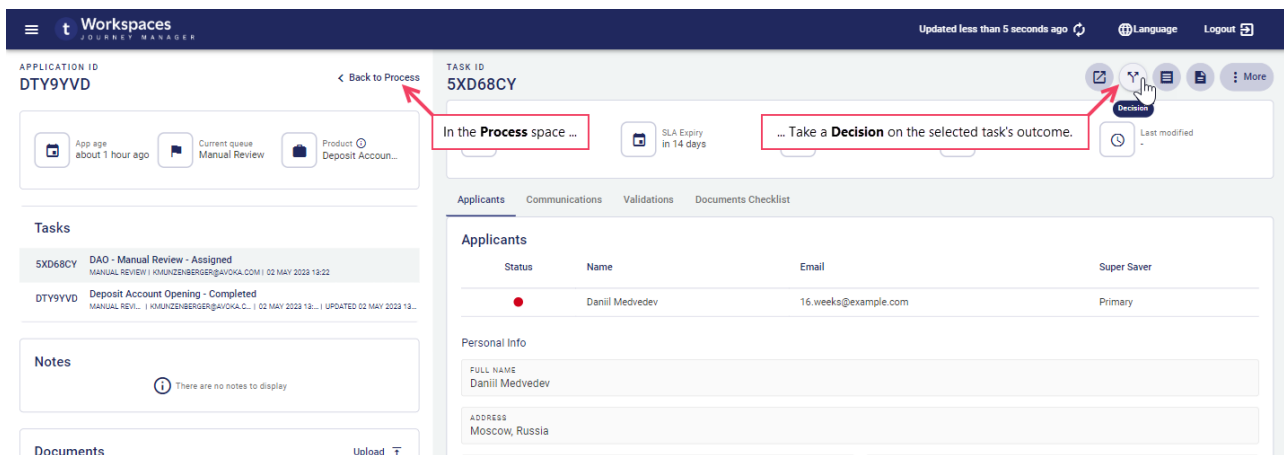 Workspaces
JOURNEY MANAGER
Updated less than 5 seconds ago
Language
Logout
APPLICATION ID
DTY9YVD
Back to Process
TASK ID
5XD68CY
More
Decision
In the Process space ...
... Take a Decision on the selected task's outcome.
App age
about 1 hour ago
Current queue
Manual Review
Product
Deposit Accoun...
SLA Expiry
in 14 days
Last modified
-
Applicants
Communications
Validations
Documents Checklist
Tasks
5XD68CY
DAO - Manual Review - Assigned
MANUAL REVIEW | KMUNZENBERGER@AVOKA.COM | 02 MAY 2023 13:22
DTY9YVD
Deposit Account Opening - Completed
MANUAL REVI... | KMUNZENBERGER@AVOKA.C... | 02 MAY 2023 13:... | UPDATED 02 MAY 2023 13...
Notes
There are no notes to display
Documents
Upload
Applicants
Status Name Email Super Saver
Daniil Medvedev 16.weeks@example.com Primary
Personal Info
FULL NAME
Daniil Medvedev
ADDRESS
Moscow, Russia